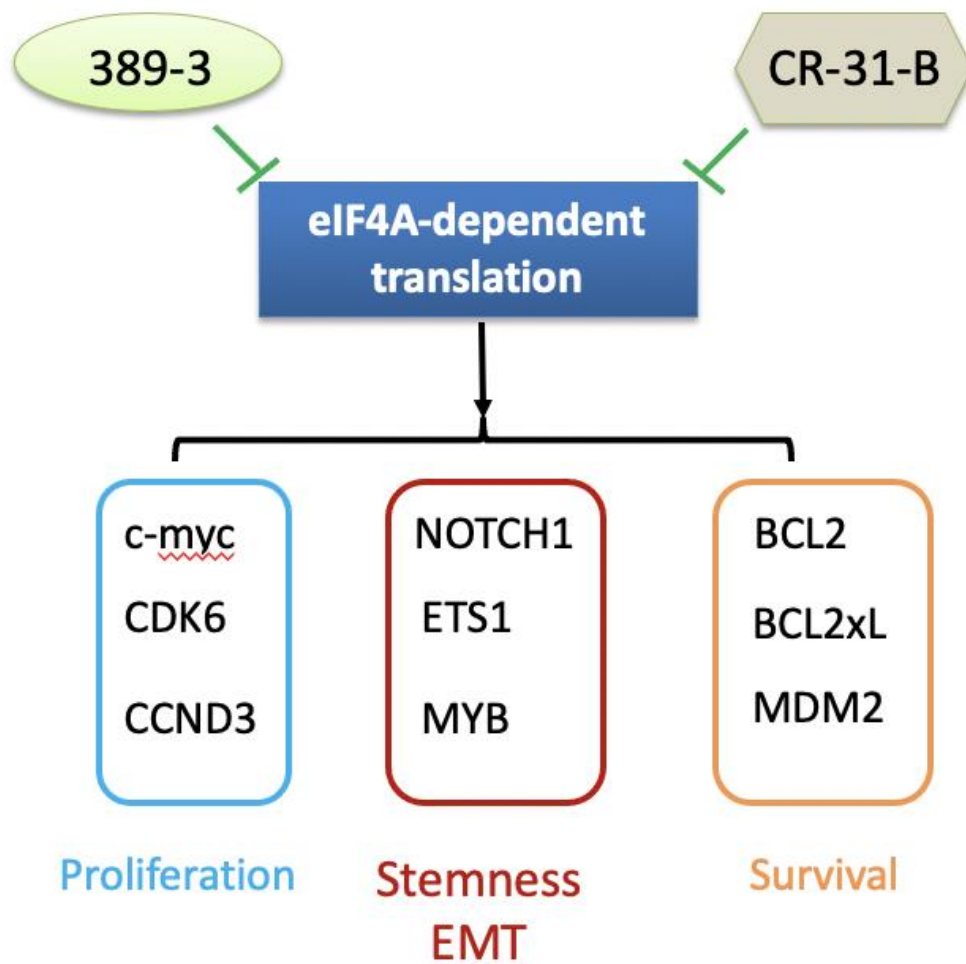 389-3
CR-31-B
eIF4A-dependent
translation
c-myc
CDK6
CCND3
NOTCH1
ETS1
MYB
BCL2
BCL2xL
MDM2
Proliferation
Stemness
EMT
Survival